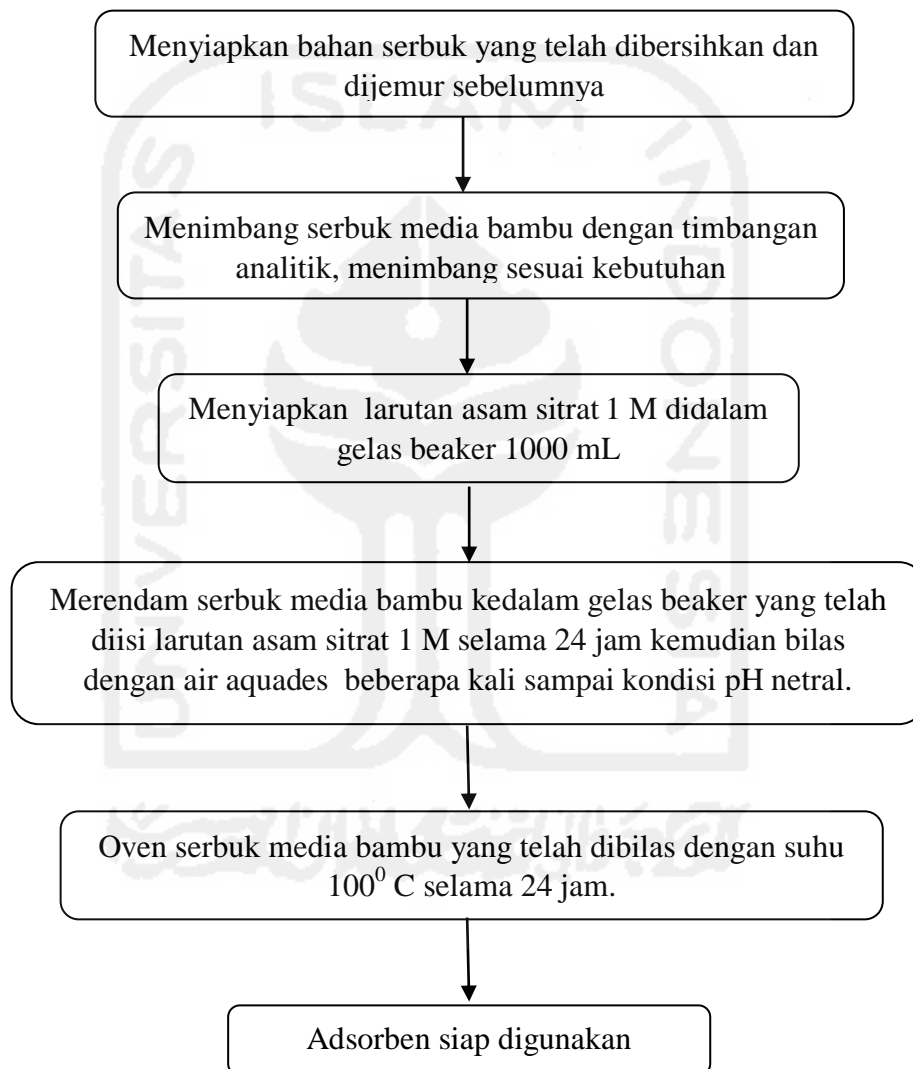 Menyiapkan bahan serbuk yang telah dibersihkan dan
dijemur sebelumnya
ISLAM
UNIVERSITAS
INDONESIA
Menimbang serbuk media bambu dengan timbangan
analitik, menimbang sesuai kebutuhan
Menyiapkan larutan asam sitrat 1 M didalam
gelas beaker 1000 mL
Merendam serbuk media bambu kedalam gelas beaker yang telah
diisi larutan asam sitrat 1 M selama 24 jam kemudian bilas
dengan air aquades beberapa kali sampai kondisi pH netral.
Oven serbuk media bambu yang telah dibilas dengan suhu
100⁰ C selama 24 jam.
Adsorben siap digunakan